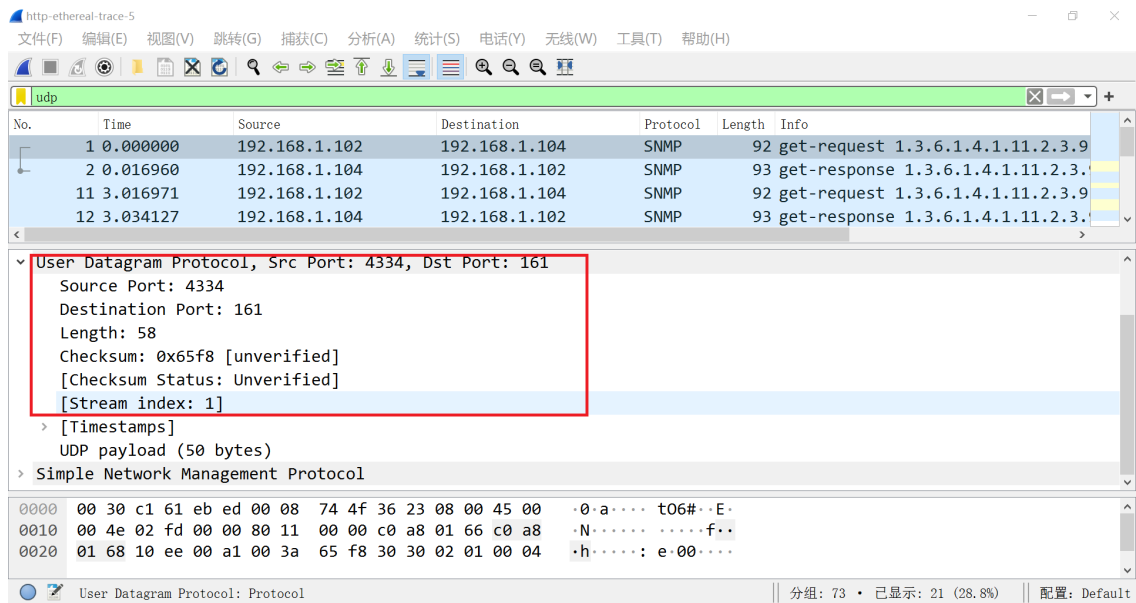 http-ethereal-trace-5
文件(F) 编辑(E) 视图(V) 跳转(G) 捕获(C) 分析(A) 统计(S) 电话(Y) 无线(W) 工具(T) 帮助(H)
udp
No. Time Source Destination Protocol Length Info
1 0.000000 192.168.1.102 192.168.1.104 SNMP 92 get-request 1.3.6.1.4.1.11.2.3.9
2 0.016960 192.168.1.104 192.168.1.102 SNMP 93 get-response 1.3.6.1.4.1.11.2.3.
11 3.016971 192.168.1.102 192.168.1.104 SNMP 92 get-request 1.3.6.1.4.1.11.2.3.9
12 3.034127 192.168.1.104 192.168.1.102 SNMP 93 get-response 1.3.6.1.4.1.11.2.3.
User Datagram Protocol, Src Port: 4334, Dst Port: 161
Source Port: 4334
Destination Port: 161
Length: 58
Checksum: 0x65f8 [unverified]
[Checksum Status: Unverified]
[Stream index: 1]
[Timestamps]
UDP payload (50 bytes)
Simple Network Management Protocol
0000 00 30 c1 61 eb ed 00 08 74 4f 36 23 08 00 45 00 ·0·a···· tO6#··E·
0010 00 4e 02 fd 00 00 80 11 00 00 c0 a8 01 66 c0 a8 ·N······ ·····f··
0020 01 68 10 ee 00 a1 00 3a 65 f8 30 30 02 01 00 04 ·h·····: e·00····
User Datagram Protocol: Protocol 分组: 73 · 已显示: 21 (28.8%) 配置: Default